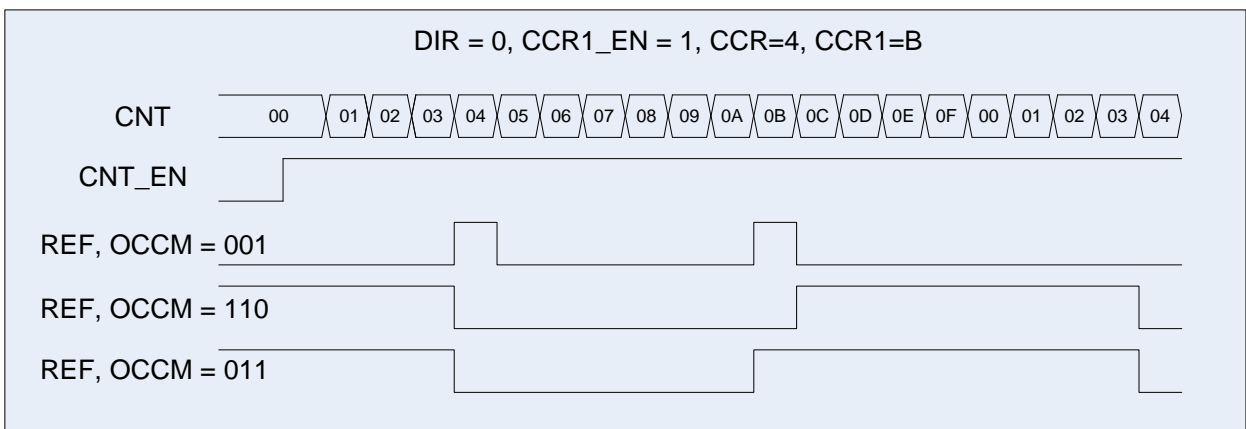 DIR = 0, CCR1_EN = 1, CCR=4, CCR1=B
CNT 00 01 02 03 04 05 06 07 08 09 0A 0B 0C 0D 0E 0F 00 01 02 03 04
CNT_EN
REF, OCCM = 001
REF, OCCM = 110
REF, OCCM = 011